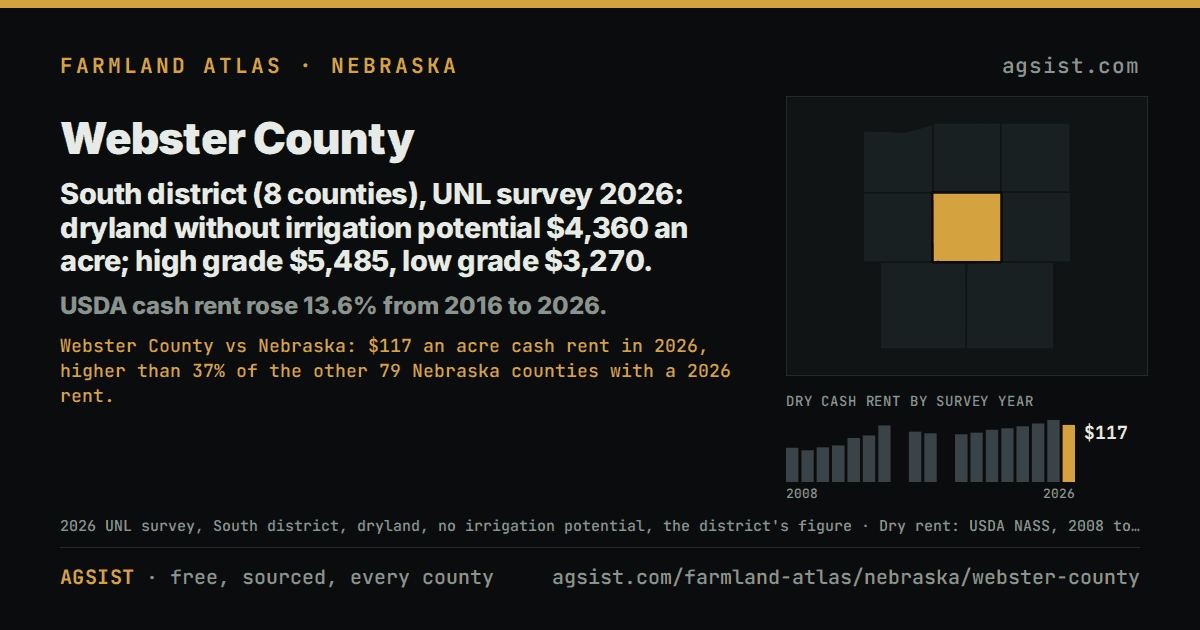 FARMLAND ATLAS · NEBRASKA
agsist.com
Webster County
South district (8 counties), UNL survey 2026:
dryland without irrigation potential $4,360 an
acre; high grade $5,485, low grade $3,270.
USDA cash rent rose 13.6% from 2016 to 2026.
Webster County vs Nebraska: $117 an acre cash rent in 2026,
higher than 37% of the other 79 Nebraska counties with a 2026
rent.
DRY CASH RENT BY SURVEY YEAR
$117
2008
2026
2026 UNL survey, South district, dryland, no irrigation potential, the district's figure · Dry rent: USDA NASS, 2008 to…
AGSIST · free, sourced, every county
agsist.com/farmland-atlas/nebraska/webster-county